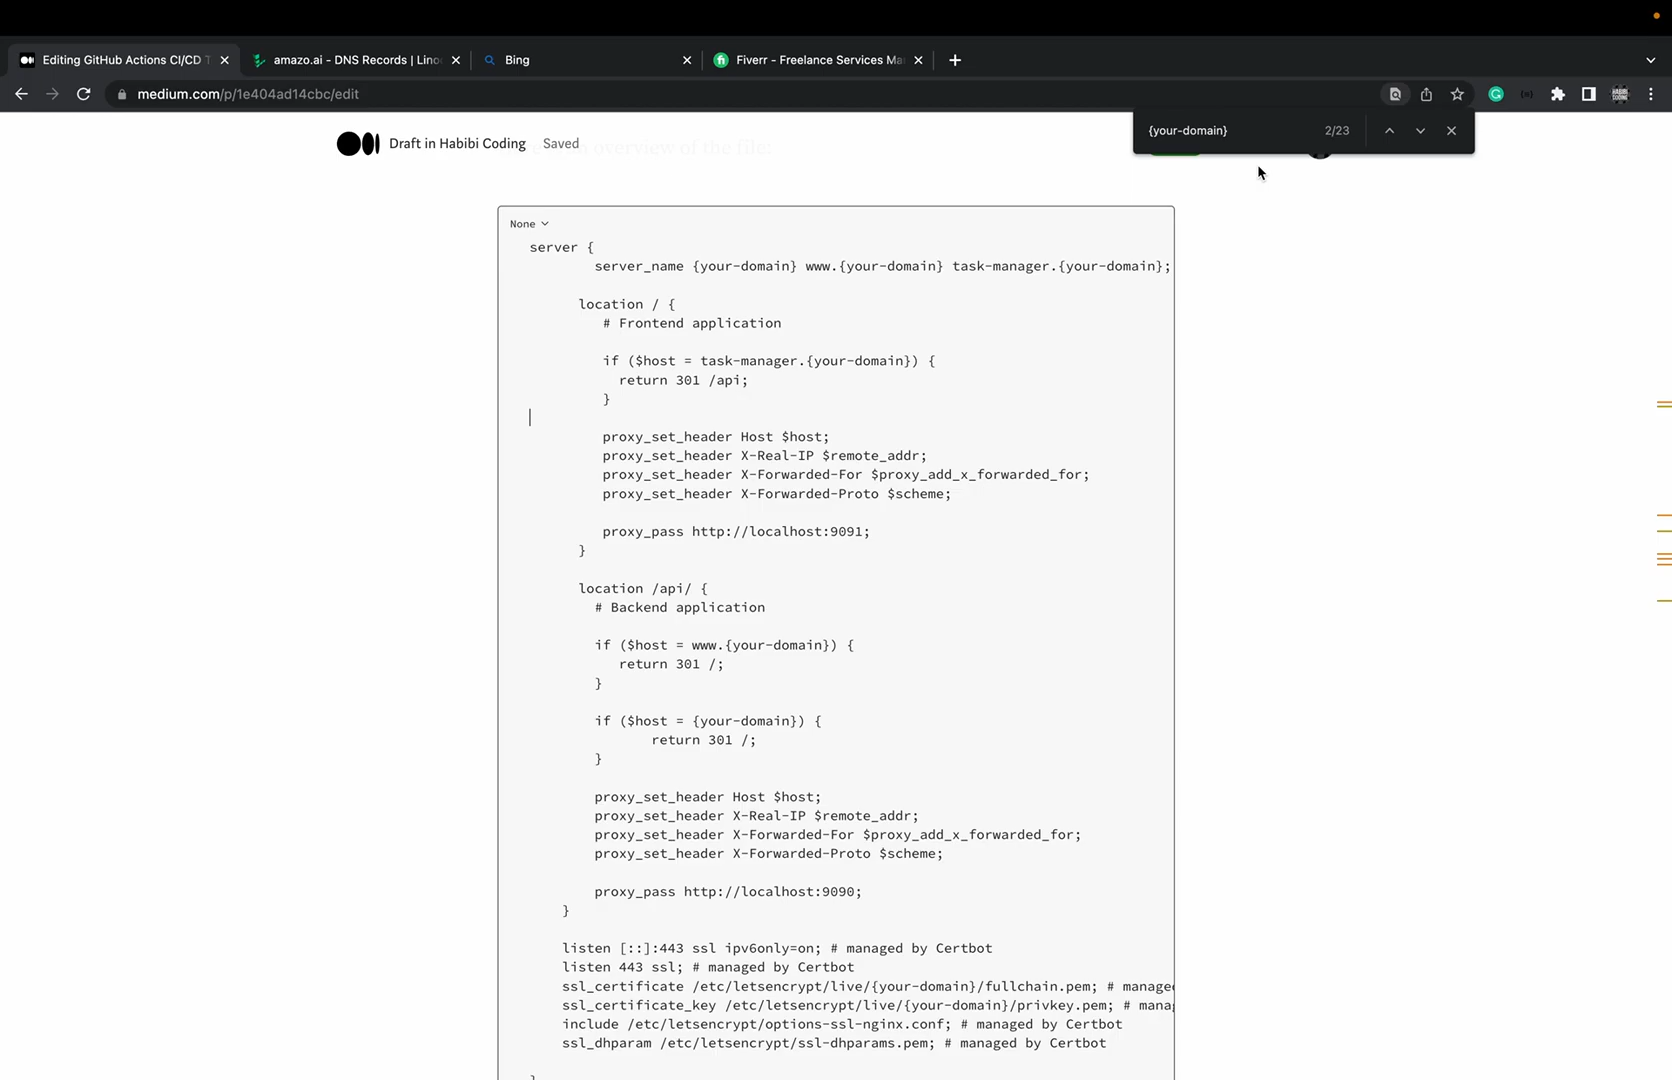 Editing GitHub Actions CI/CD T
amazo.ai - DNS Records | Lino
Bing
Fiverr - Freelance Services Ma
medium.com/p/1e404ad14cbc/edit
{your-domain} 2/23
Draft in Habibi Coding Saved
overview of the file:
None
server {
server_name {your-domain} www.{your-domain} task-manager.{your-domain};
location / {
# Frontend application
if ($host = task-manager.{your-domain}) {
return 301 /api;
}
proxy_set_header Host $host;
proxy_set_header X-Real-IP $remote_addr;
proxy_set_header X-Forwarded-For $proxy_add_x_forwarded_for;
proxy_set_header X-Forwarded-Proto $scheme;
proxy_pass http://localhost:9091;
}
location /api/ {
# Backend application
if ($host = www.{your-domain}) {
return 301 /;
}
if ($host = {your-domain}) {
return 301 /;
}
proxy_set_header Host $host;
proxy_set_header X-Real-IP $remote_addr;
proxy_set_header X-Forwarded-For $proxy_add_x_forwarded_for;
proxy_set_header X-Forwarded-Proto $scheme;
proxy_pass http://localhost:9090;
}
listen [::]:443 ssl ipv6only=on; # managed by Certbot
listen 443 ssl; # managed by Certbot
ssl_certificate /etc/letsencrypt/live/{your-domain}/fullchain.pem; # managed
ssl_certificate_key /etc/letsencrypt/live/{your-domain}/privkey.pem; # mana
include /etc/letsencrypt/options-ssl-nginx.conf; # managed by Certbot
ssl_dhparam /etc/letsencrypt/ssl-dhparams.pem; # managed by Certbot
}